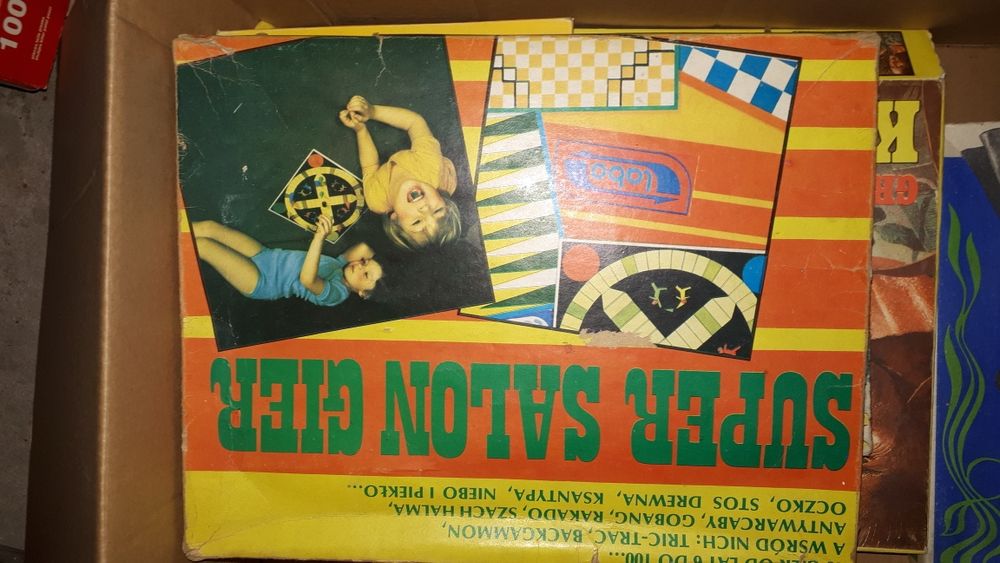 OD LAT 6 DO 100...
A WŚRÓD NICH: TRIC-TRAC, BACKGAMMON,
ANTYWARCABY, GOBANG, RAKADO, SZACH HALMA,
OCZKO, STOS DREWNA, KSANTYPA, NIEBO I PIEKŁO...
SUPER SALON GIER
K
100